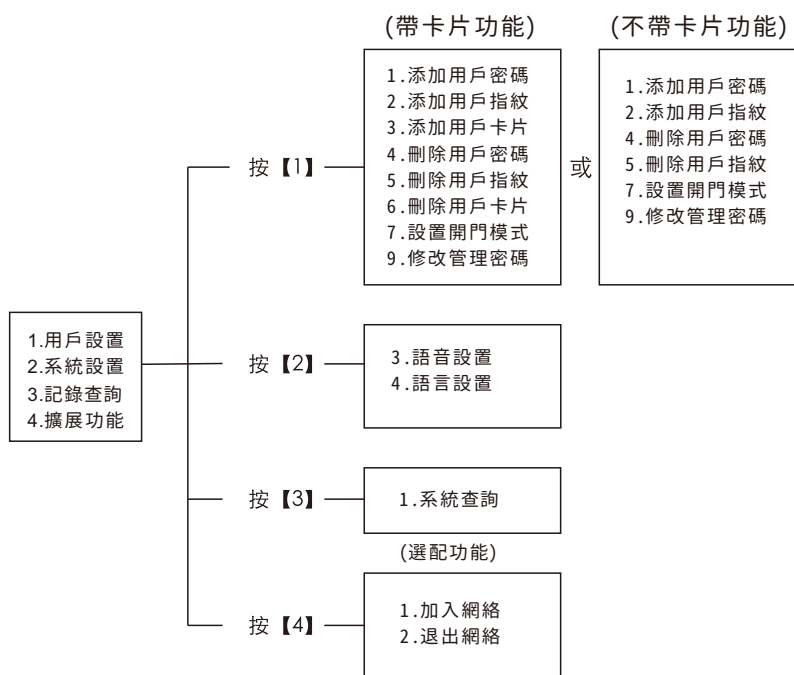 (帶卡片功能)
1.添加用戶密碼
2.添加用戶指紋
3.添加用戶卡片
4.刪除用戶密碼
5.刪除用戶指紋
6.刪除用戶卡片
7.設置開門模式
9.修改管理密碼
或
(不帶卡片功能)
1.添加用戶密碼
2.添加用戶指紋
4.刪除用戶密碼
5.刪除用戶指紋
7.設置開門模式
9.修改管理密碼
按【1】
1.用戶設置
2.系統設置
3.記錄查詢
4.擴展功能
按【2】
3.語音設置
4.語言設置
按【3】
1.系統查詢
(選配功能)
按【4】
1.加入網絡
2.退出網絡